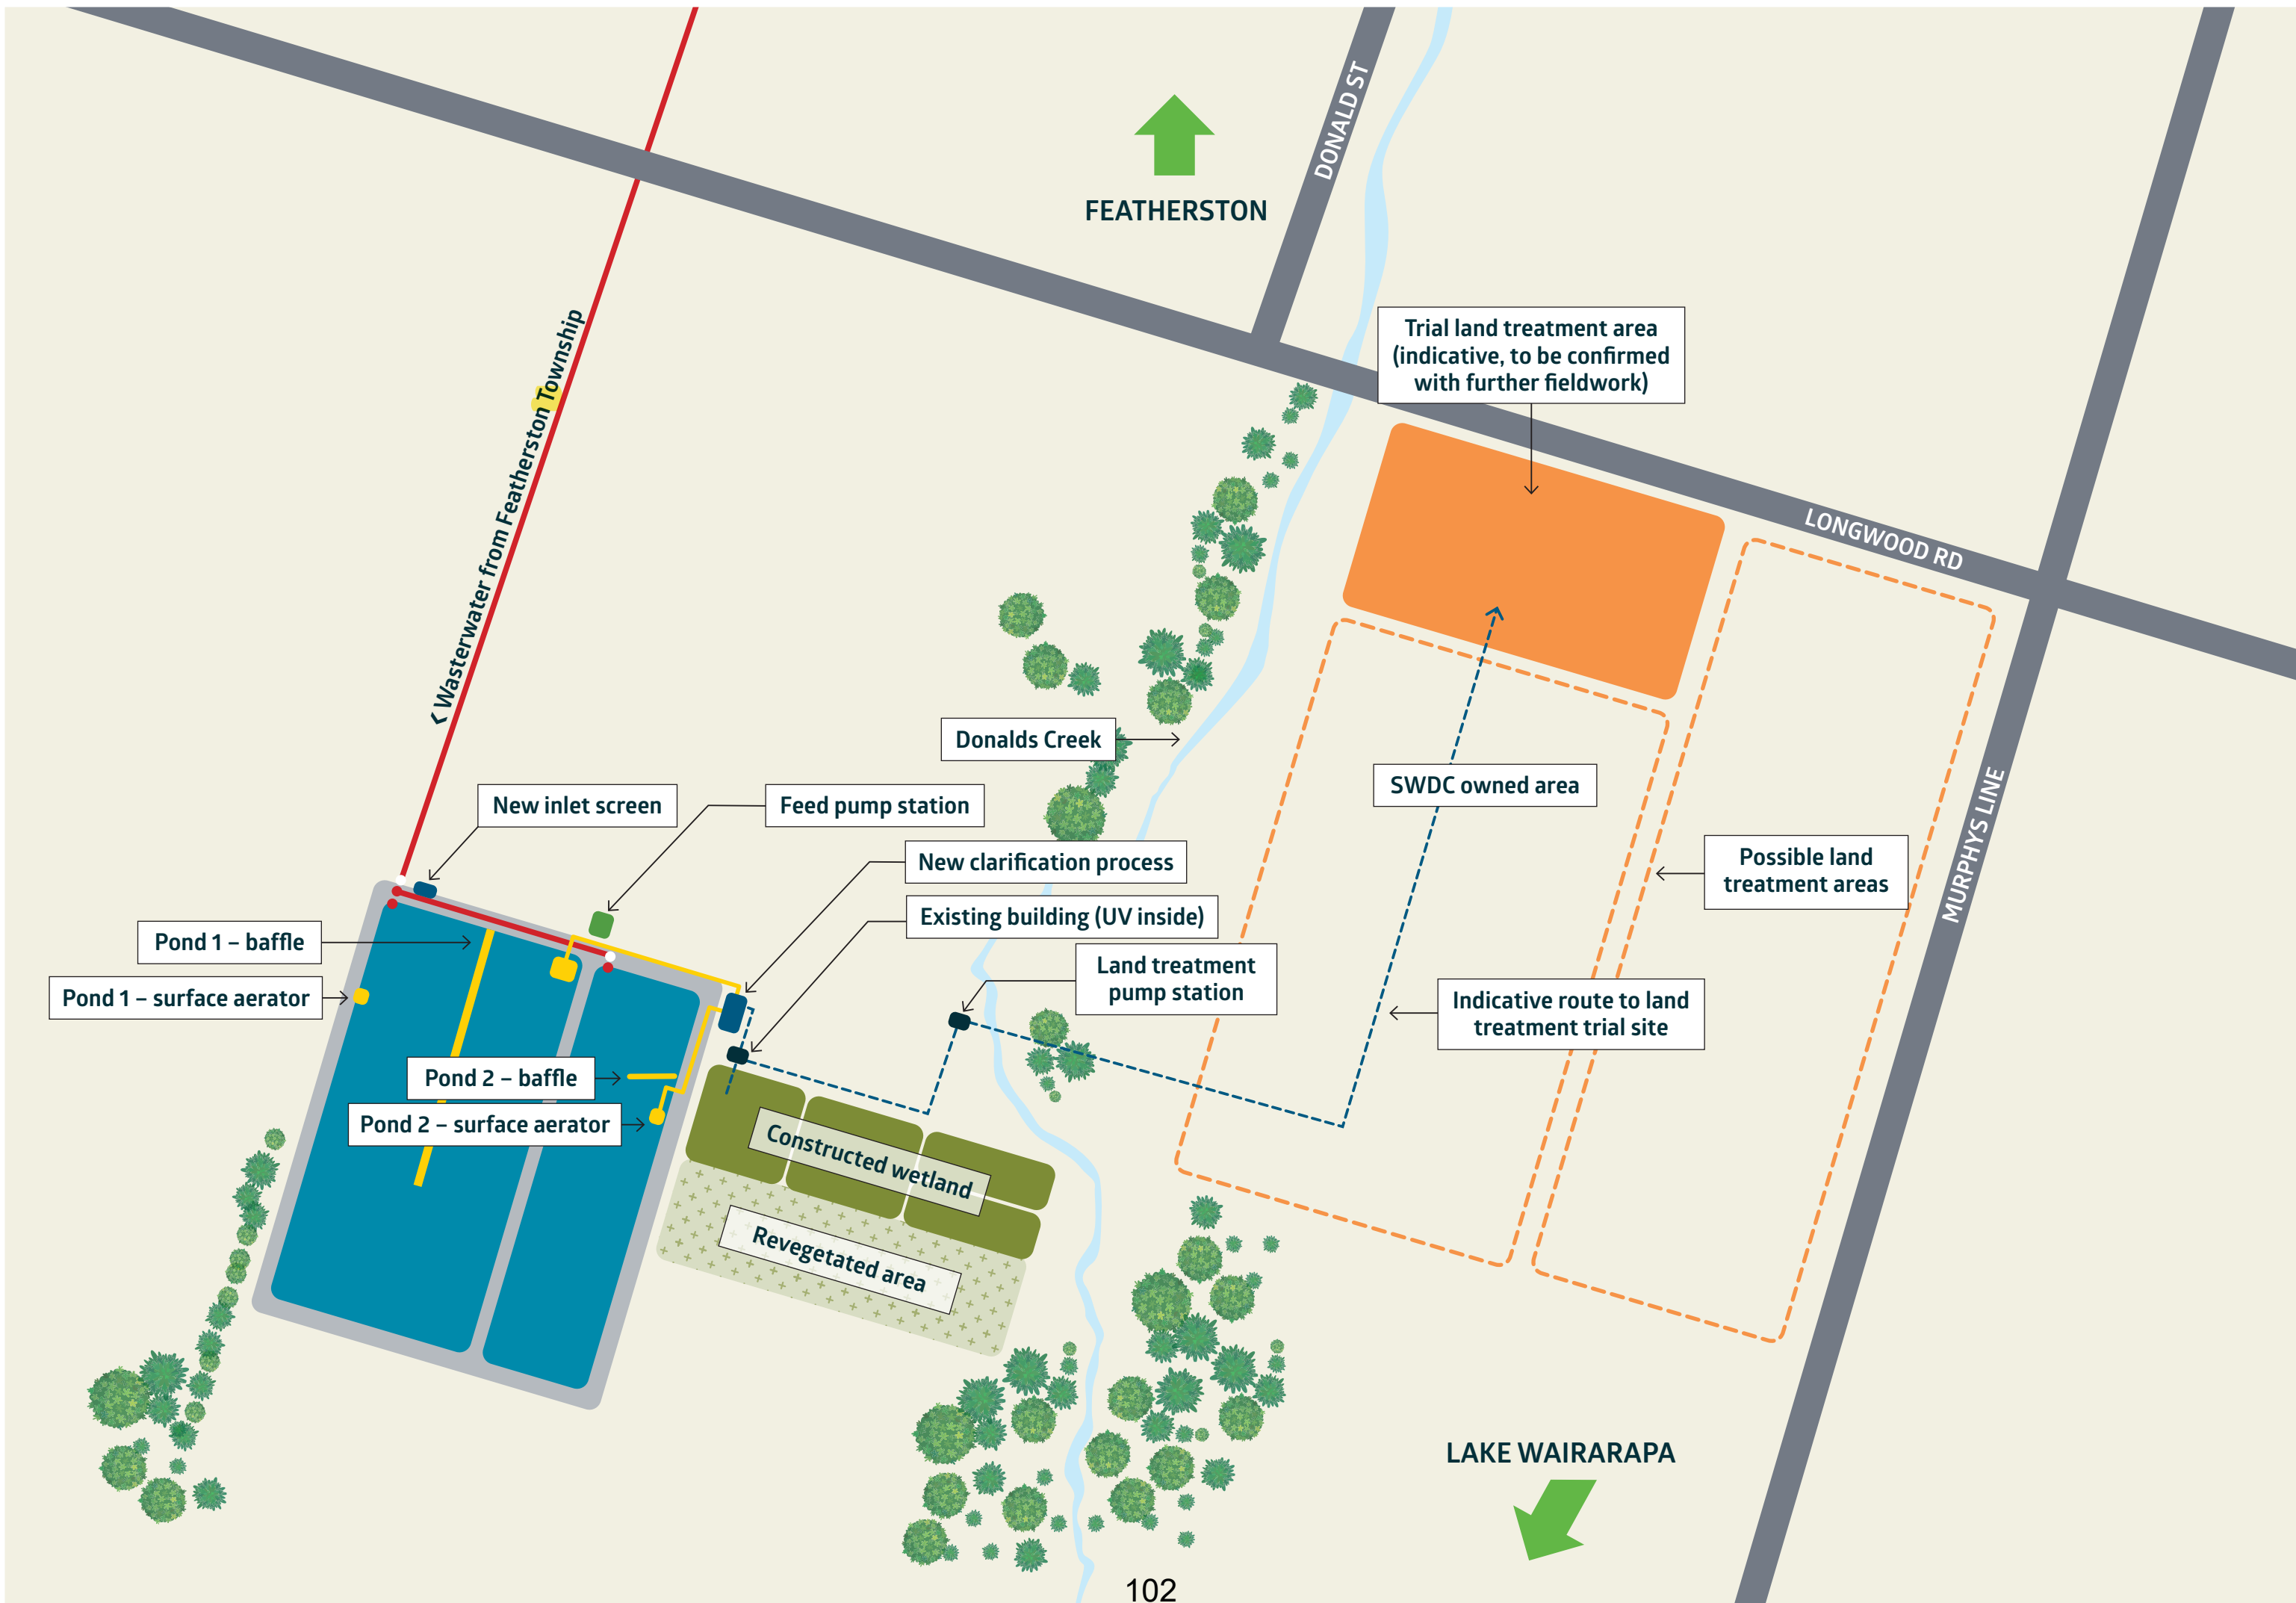 DONALD ST
FEATHERSTON
Trial land treatment area
(indicative, to be confirmed
with further fieldwork)
< Wasterwater from Featherston Township
LONGWOOD RD
Donalds Creek
SWDC owned area
New inlet screen
Feed pump station
MURPHYS LINE
New clarification process
Possible land
treatment areas
Existing building (UV inside)
Pond 1 – baffle
Land treatment
pump station
Pond 1 – surface aerator
Indicative route to land
treatment trial site
Pond 2 – baffle
Pond 2 – surface aerator
Constructed wetland
Revegetated area
LAKE WAIRARAPA
102